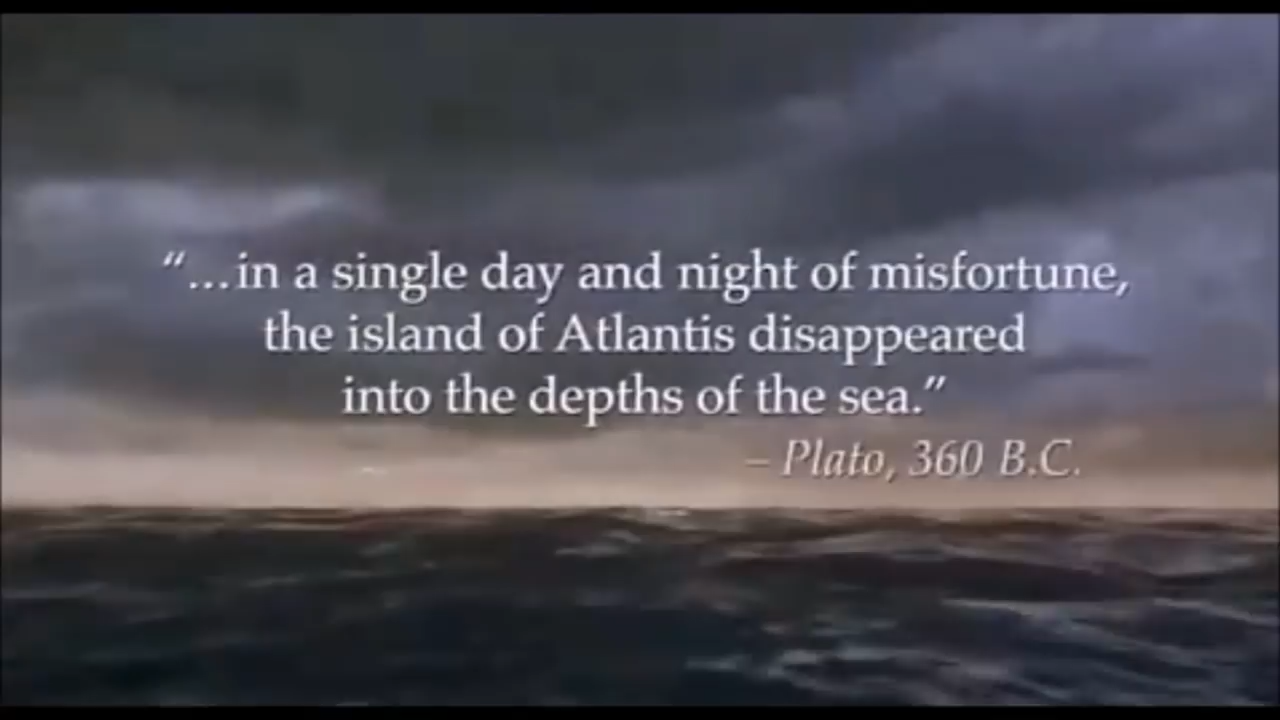 “...in a single day and night of misfortune,
the island of Atlantis disappeared
into the depths of the sea.”
– Plato, 360 B.C.